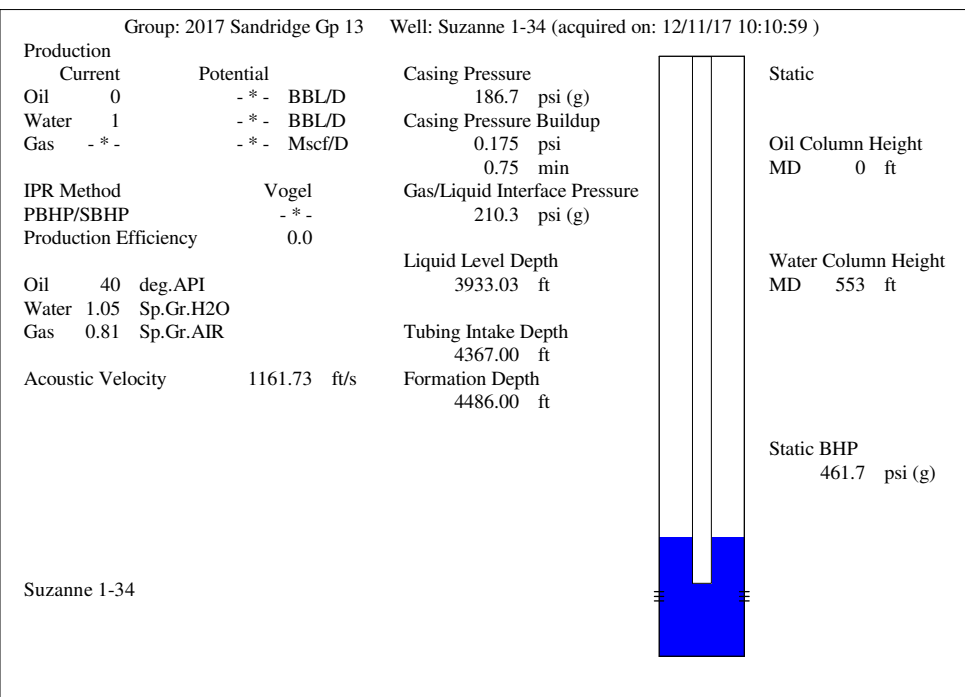 Group: 2017 Sandridge Gp 13 Well: Suzanne 1-34 (acquired on: 12/11/17 10:10:59 )
Production
Current Potential
Oil 0 - * - BBL/D
Water 1 - * - BBL/D
Gas - * - - * - Mscf/D
IPR Method Vogel
PBHP/SBHP - * -
Production Efficiency 0.0
Oil 40 deg.API
Water 1.05 Sp.Gr.H2O
Gas 0.81 Sp.Gr.AIR
Acoustic Velocity 1161.73 ft/s
Suzanne 1-34
Casing Pressure
186.7 psi (g)
Casing Pressure Buildup
0.175 psi
0.75 min
Gas/Liquid Interface Pressure
210.3 psi (g)
Liquid Level Depth
3933.03 ft
Tubing Intake Depth
4367.00 ft
Formation Depth
4486.00 ft
Static
Oil Column Height
MD 0 ft
Water Column Height
MD 553 ft
Static BHP
461.7 psi (g)